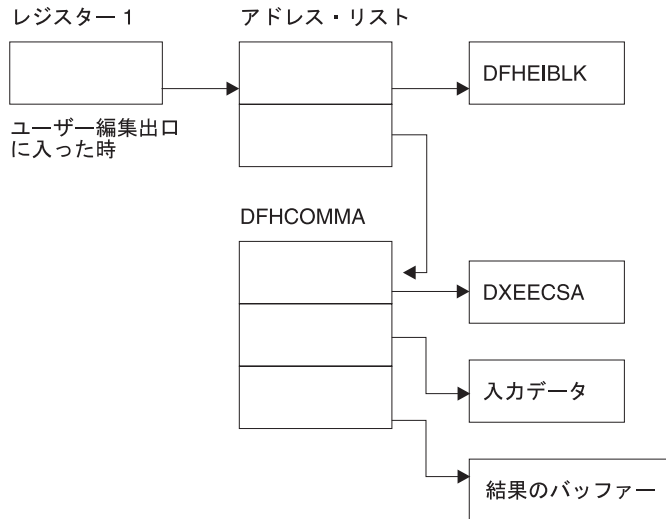 レジスター 1
アドレス・リスト
DFHEIBLK
ユーザー編集出口
に入った時
DFHCOMMA
DXEECSA
入力データ
結果のバッファー